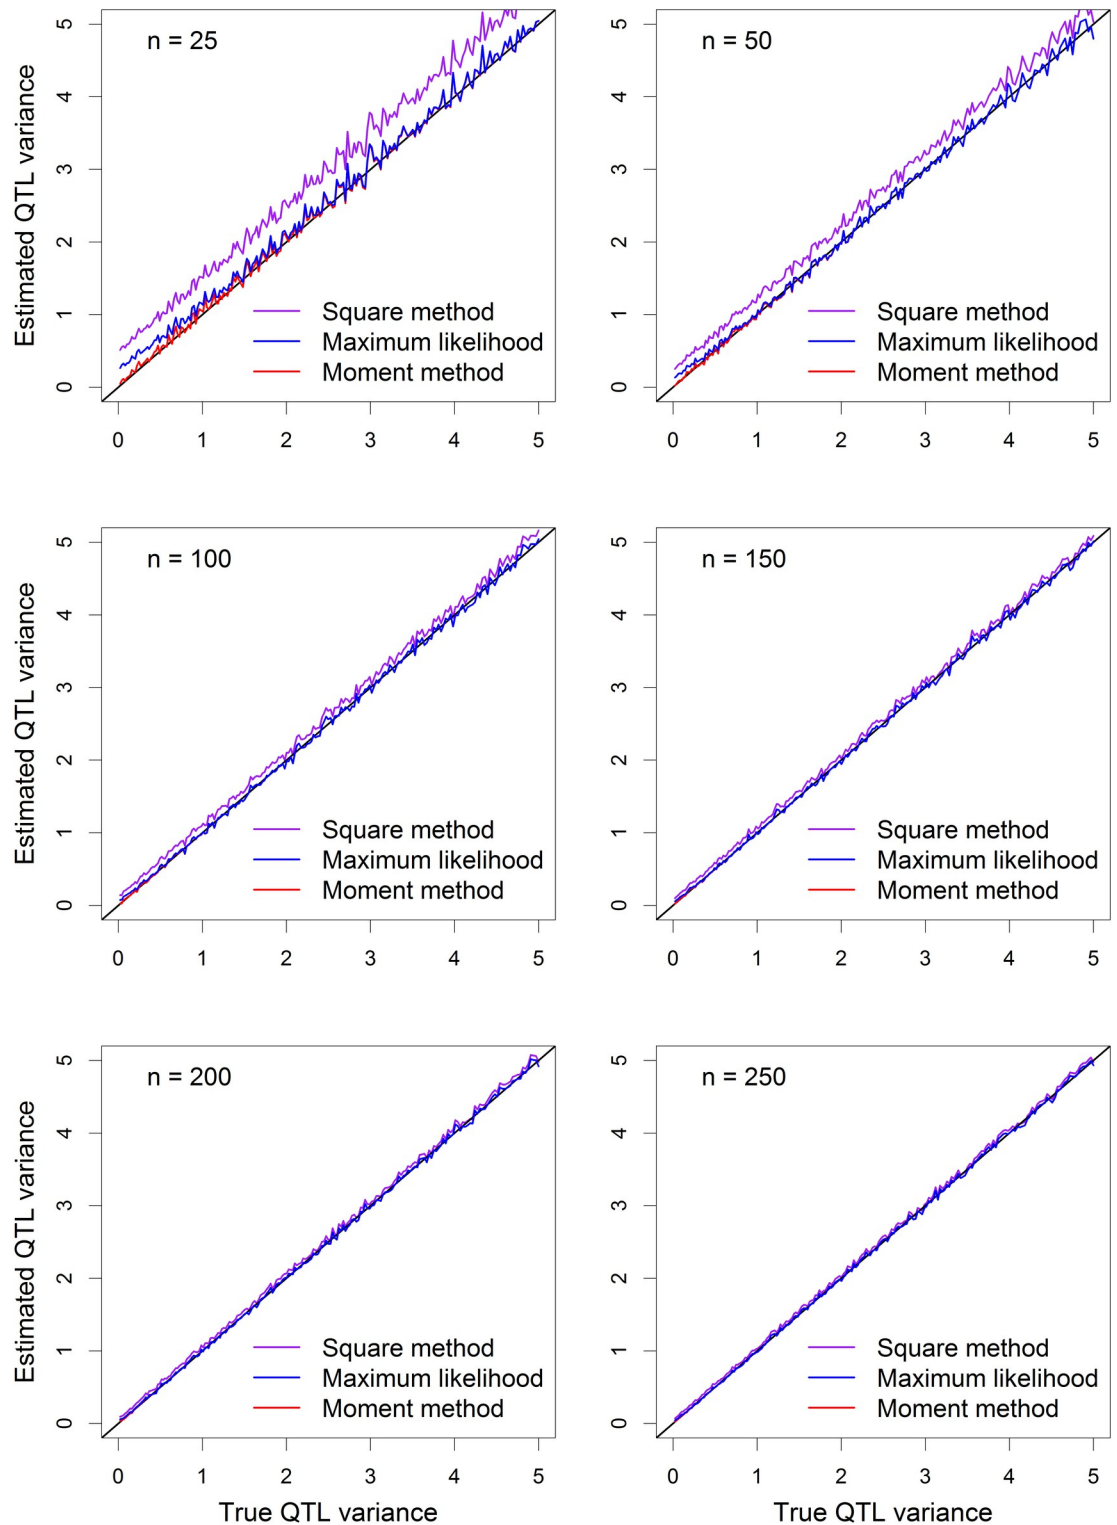 n = 25
Estimated QTL variance
5
4
3
2
1
0
Square method
Maximum likelihood
Moment method
0 1 2 3 4 5
n = 50
Estimated QTL variance
5
4
3
2
1
0
Square method
Maximum likelihood
Moment method
0 1 2 3 4 5
n = 100
Estimated QTL variance
5
4
3
2
1
0
Square method
Maximum likelihood
Moment method
0 1 2 3 4 5
n = 150
5
4
3
2
1
0
Square method
Maximum likelihood
Moment method
0 1 2 3 4 5
n = 200
5
4
3
2
1
0
Square method
Maximum likelihood
Moment method
0 1 2 3 4 5
True QTL variance
n = 250
5
4
3
2
1
0
Square method
Maximum likelihood
Moment method
0 1 2 3 4 5
True QTL variance